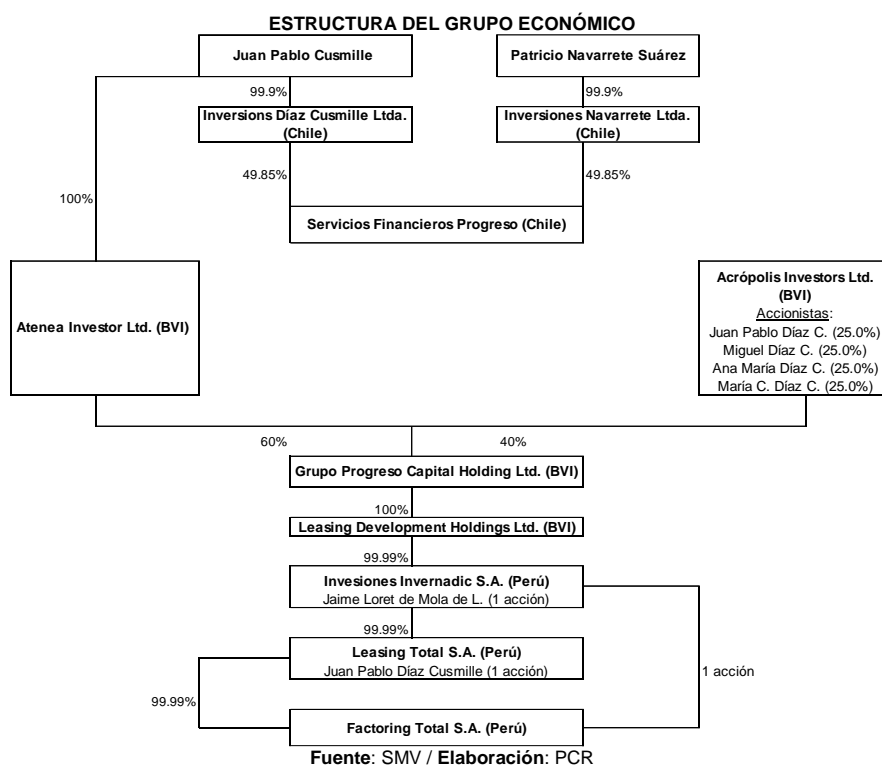 ESTRUCTURA DEL GRUPO ECONÓMICO
Juan Pablo Cusmille
Patricio Navarrete Suárez
99.9%
99.9%
Inversions Díaz Cusmille Ltda.
(Chile)
Inversiones Navarrete Ltda.
(Chile)
49.85%
49.85%
100%
Servicios Financieros Progreso (Chile)
Atenea Investor Ltd. (BVI)
Acrópolis Investors Ltd.
(BVI)
Accionistas:
Juan Pablo Díaz C. (25.0%)
Miguel Díaz C. (25.0%)
Ana María Díaz C. (25.0%)
María C. Díaz C. (25.0%)
60%
40%
Grupo Progreso Capital Holding Ltd. (BVI)
100%
Leasing Development Holdings Ltd. (BVI)
99.99%
Invesiones Invernadic S.A. (Perú)
Jaime Loret de Mola de L. (1 acción)
99.99%
Leasing Total S.A. (Perú)
Juan Pablo Díaz Cusmille (1 acción)
1 acción
99.99%
Factoring Total S.A. (Perú)
Fuente: SMV / Elaboración: PCR